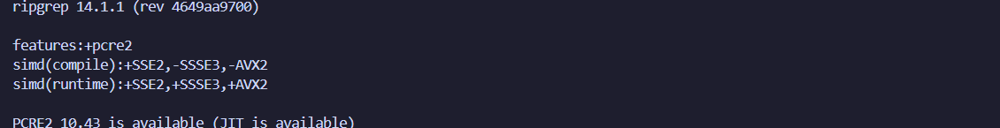 ripgrep 14.1.1 (rev 4649aa9700)
features:+pcre2
simd(compile):+SSE2,-SSSE3,-AVX2
simd(runtime):+SSE2,+SSSE3,+AVX2
PCRE2 10.43 is available (JIT is available)